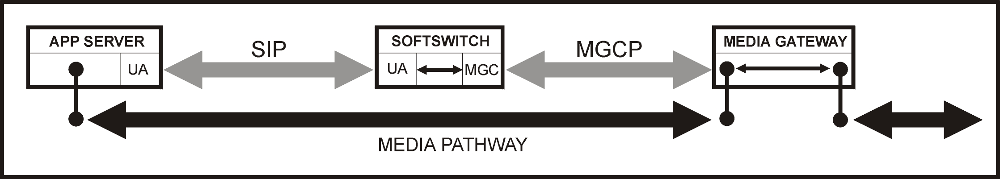 APP SERVER
UA
SIP
SOFTSWITCH
UA
MGC
MGCP
MEDIA GATEWAY
MEDIA PATHWAY